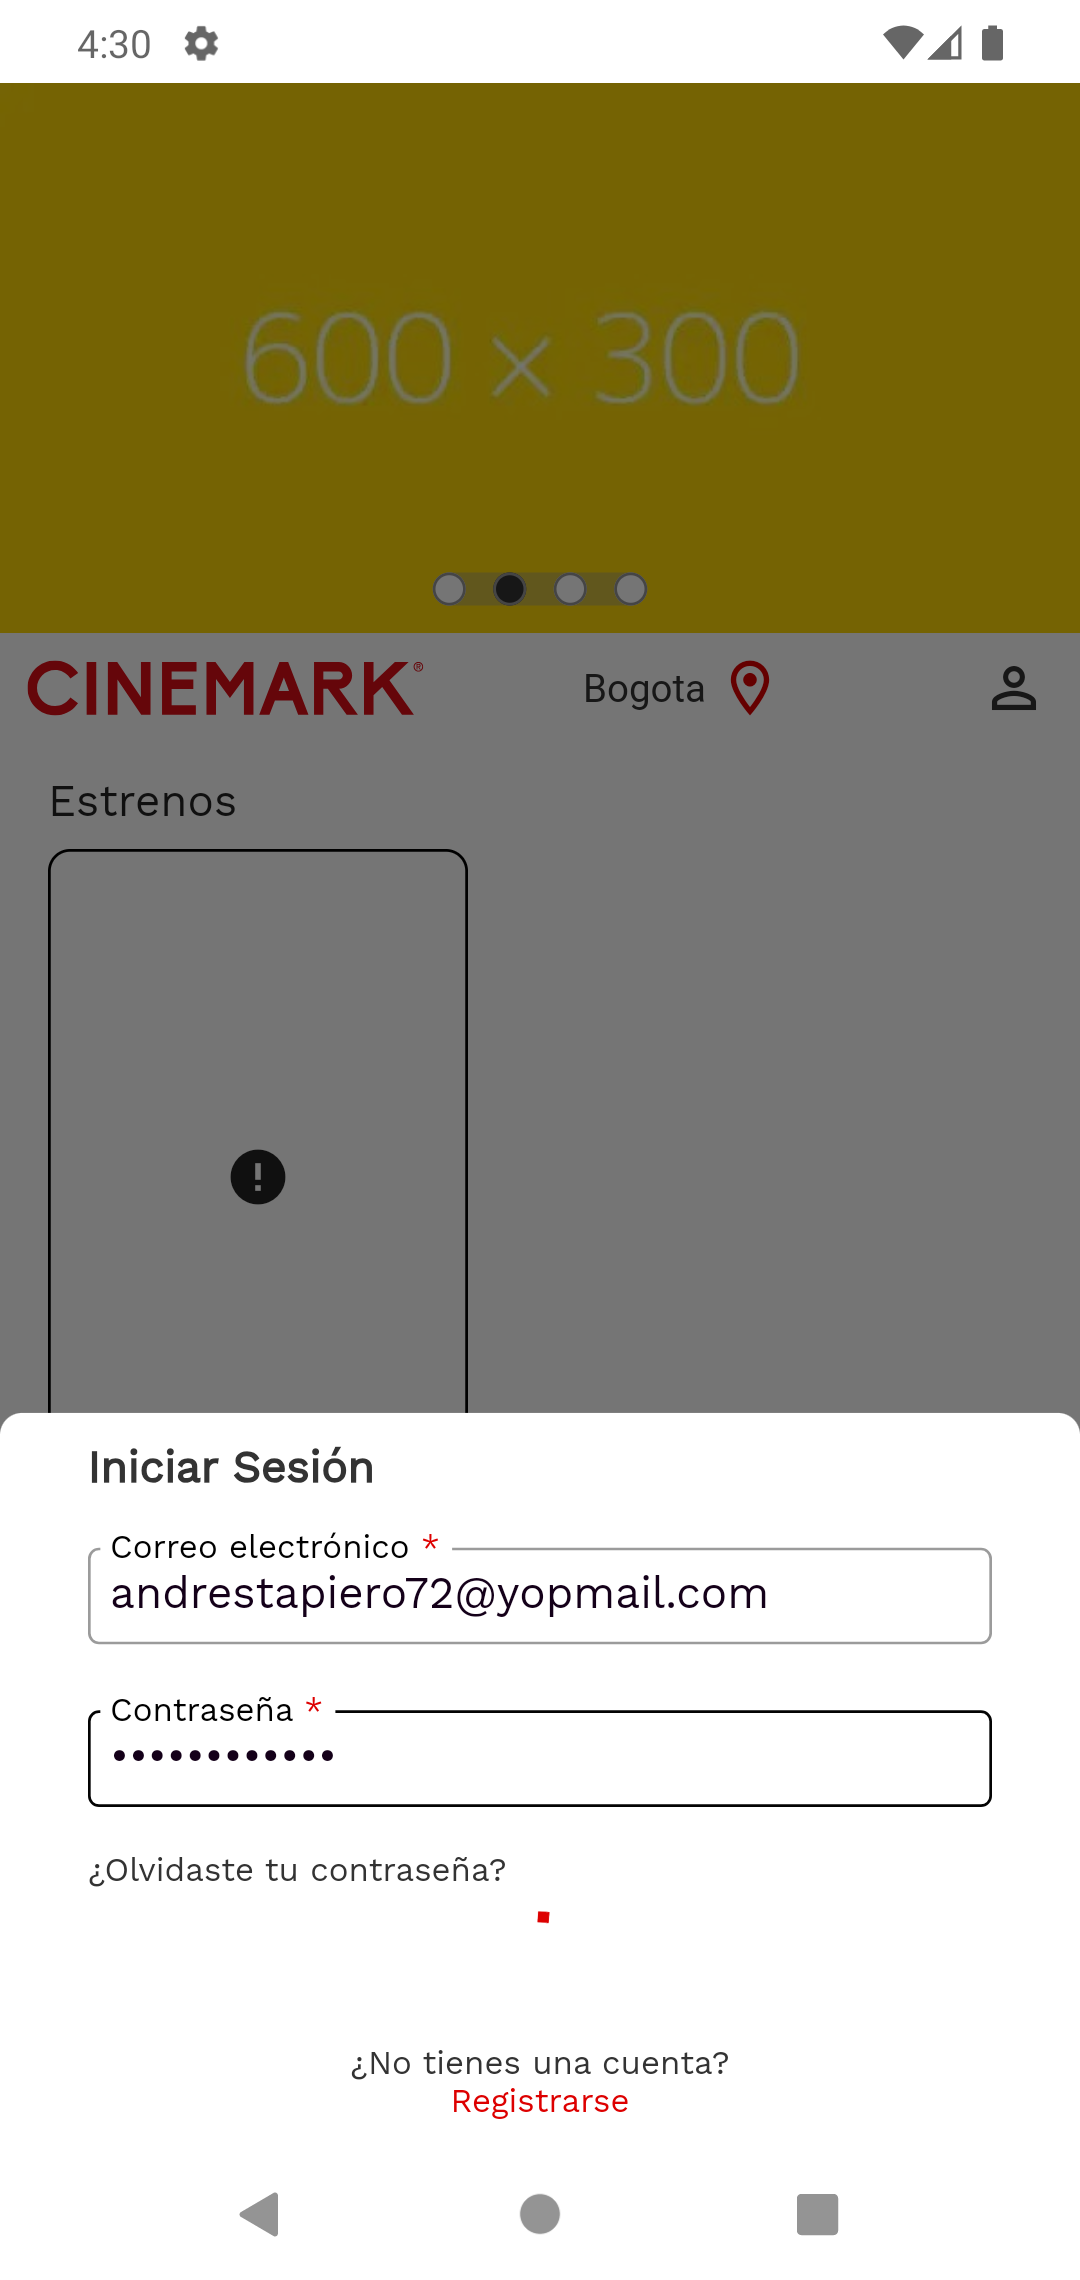 4:30
600 × 300
CINEMARK®
Bogota
Estrenos
Iniciar Sesión
Correo electrónico *
andrestapiero72@yopmail.com
Contraseña *
••••••••••••
¿Olvidaste tu contraseña?
¿No tienes una cuenta?
Registrarse